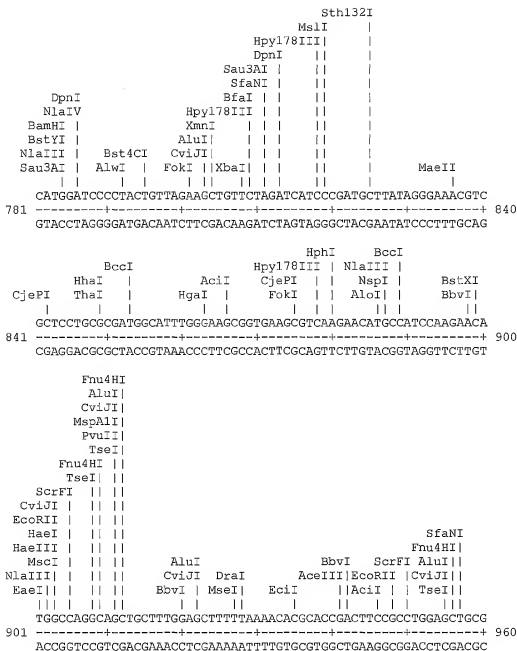 Sth132I
MslI
Hpy178III
DpnI
Sau3AI
SfaNI
DpnI BfaI
NlaIV Hpy178III
BamHI XmnI
BstYI AluI
NlaIII Bst4CI CviJI
Sau3AI AlwI FokI XbaI MaeII
CATGGATCCCCTACTGTTAGAAGCTGTTCTAGATCATCCCGATGCTTATAGGGAAACGTC
781 ---------+---------+---------+---------+---------+---------+ 840
GTACCTAGGGGATGACAATCTTCGACAAGATCTAGTAGGGCTACGAATATCCCTTTGCAG
HphI
BccI Hpy178III BccI
HhaI AciI CjePI NlaIII NspI BstXI
CjePI ThaI HgaI FokI AloI BbvI
GCTCCTGCGCGATGGCATTTGGGAAGCGGTGAAGCGTCAAGAACATGCCATCCAAGAACA
841 ---------+---------+---------+---------+---------+---------+ 900
CGAGGACGCGCTACCGTAAACCCTTCGCCACTTCGCAGTTCTTGTACGGTAGGTTCTTGT
Fnu4HI
AluI
CviJI
MspA1I
PvuII
TseI
Fnu4HI
TseI
ScrFI
CviJI
EcoRII
HaeI SfaNI
HaeIII Fnu4HI
MscI AluI BbvI ScrFI AluI
NlaIII CviJI DraI AceIII EcoRII CviJI
EaeI BbvI MseI EciI AciI TseI
TGGCCAGGCAGCTGCTTTGGAGCTTTTTAAAACACGCACCGACTTCCGCCTGGAGCTGCG
901 ---------+---------+---------+---------+---------+---------+ 960
ACCGGTCCGTCGACGAAACCTCGAAAAATTTTGTGCGTGGCTGAAGGCGGACCTCGACGC